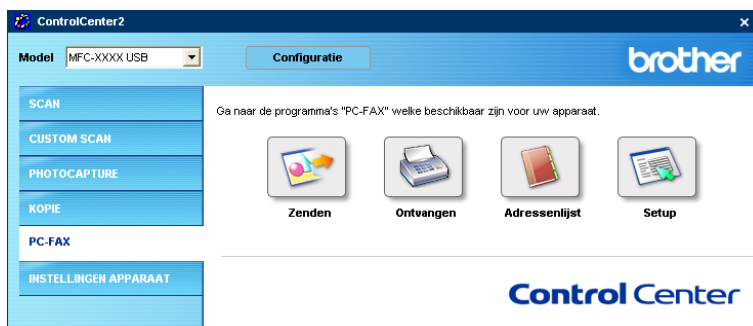 ControlCenter2
Model MFC-XXXX USB Configuratie brother
SCAN
CUSTOM SCAN
PHOTOCAPTURE
KOPIE
PC-FAX
INSTELLINGEN APPARAAT
Ga naar de programma's "PC-FAX" welke beschikbaar zijn voor uw apparaat.
Zenden Ontvangen Adressenlijst Setup
Control Center